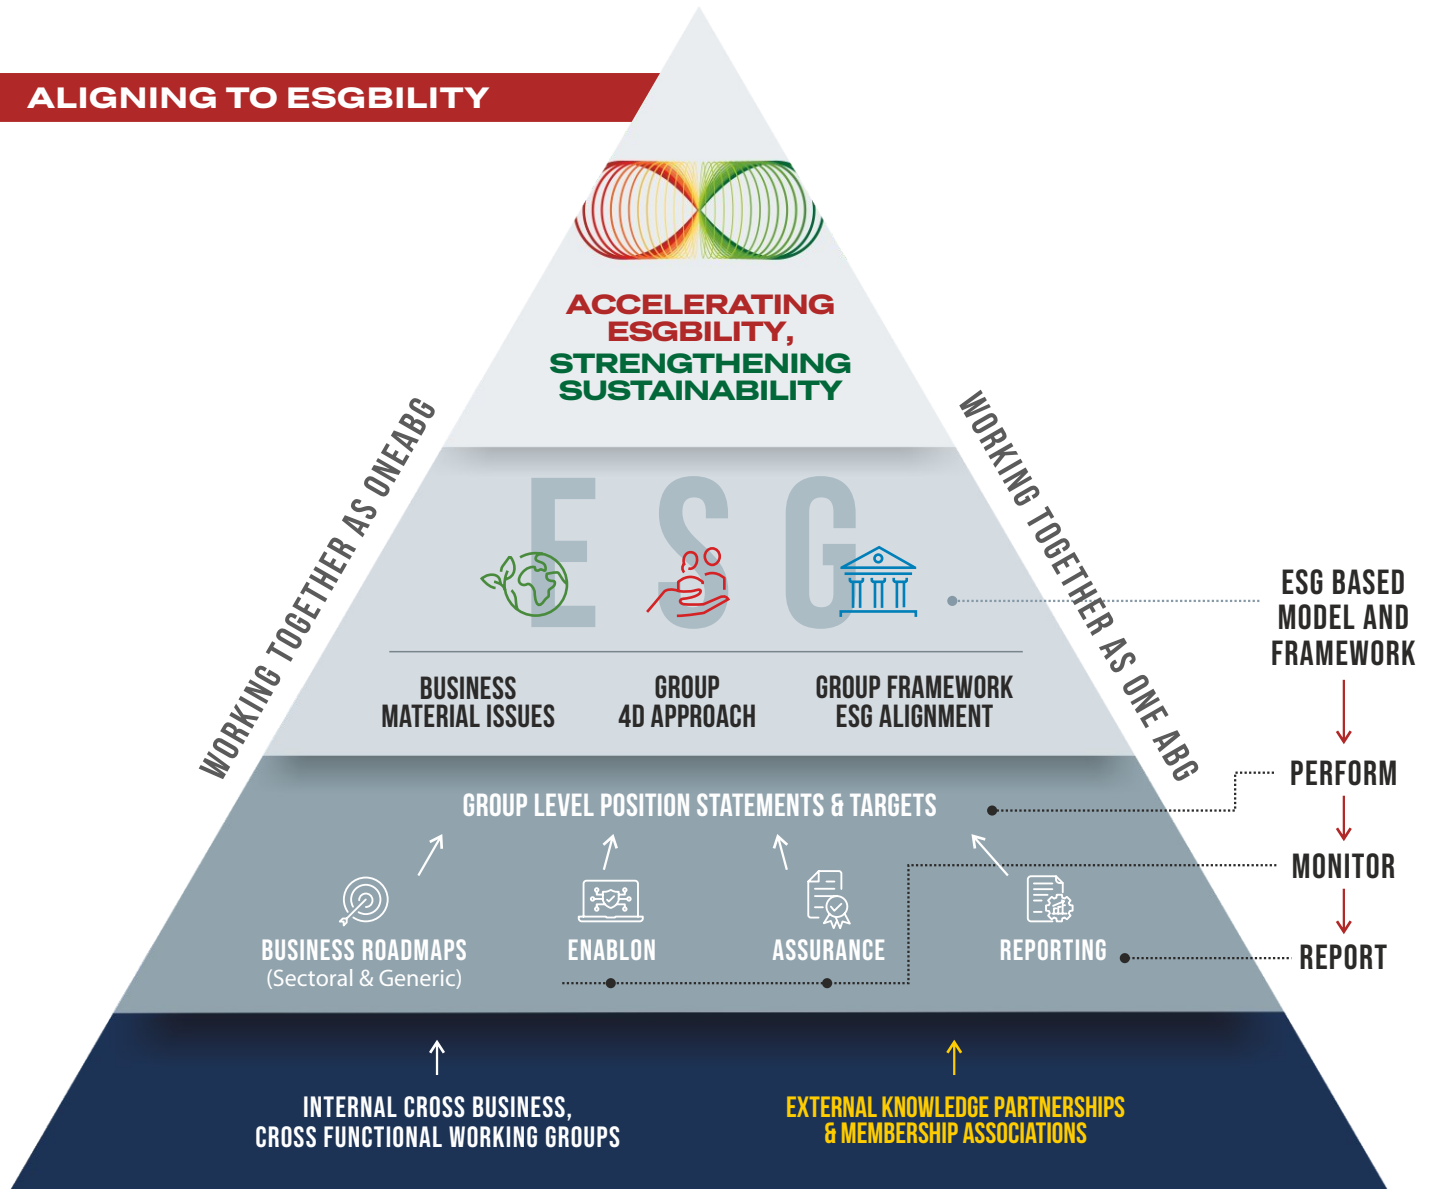 ALIGNING TO ESGBILITY
ACCELERATING
ESGBILITY,
STRENGTHENING
SUSTAINABILITY
WORKING TOGETHER AS ONEABG
WORKING TOGETHER AS ONE ABG
E S G
BUSINESS
MATERIAL ISSUES
GROUP
4D APPROACH
GROUP FRAMEWORK
ESG ALIGNMENT
ESG BASED
MODEL AND
FRAMEWORK
PERFORM
MONITOR
REPORT
GROUP LEVEL POSITION STATEMENTS & TARGETS
BUSINESS ROADMAPS
(Sectoral & Generic)
ENABLON
ASSURANCE
REPORTING
INTERNAL CROSS BUSINESS,
CROSS FUNCTIONAL WORKING GROUPS
EXTERNAL KNOWLEDGE PARTNERSHIPS
& MEMBERSHIP ASSOCIATIONS